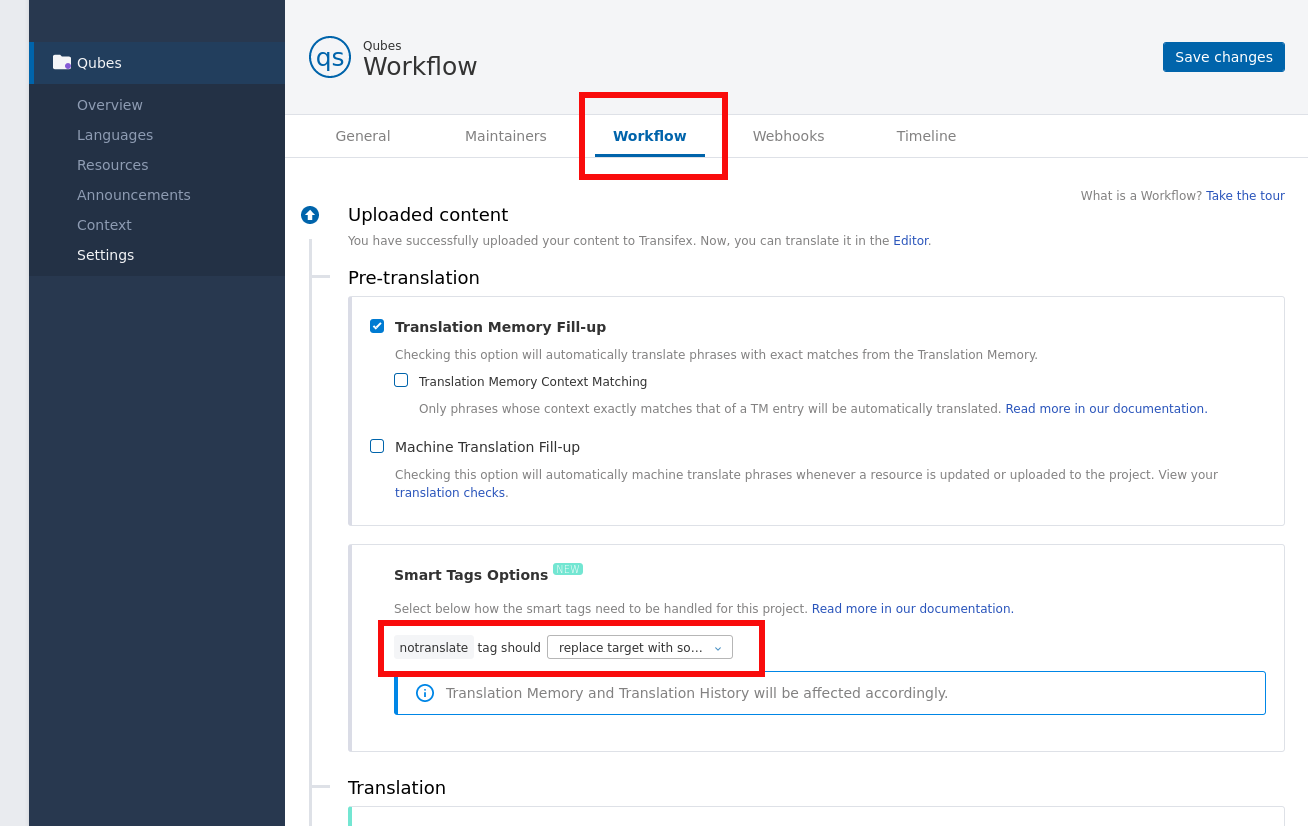 Qubes
Overview
Languages
Resources
Announcements
Context
Settings
qs
Qubes
Workflow
Save changes
General Maintainers Workflow Webhooks Timeline
What is a Workflow? Take the tour
Uploaded content
You have successfully uploaded your content to Transifex. Now, you can translate it in the Editor.
Pre-translation
Translation Memory Fill-up
Checking this option will automatically translate phrases with exact matches from the Translation Memory.
Translation Memory Context Matching
Only phrases whose context exactly matches that of a TM entry will be automatically translated. Read more in our documentation.
Machine Translation Fill-up
Checking this option will automatically machine translate phrases whenever a resource is updated or uploaded to the project. View your
translation checks.
Smart Tags Options NEW
Select below how the smart tags need to be handled for this project. Read more in our documentation.
notranslate tag should replace target with so...
Translation Memory and Translation History will be affected accordingly.
Translation